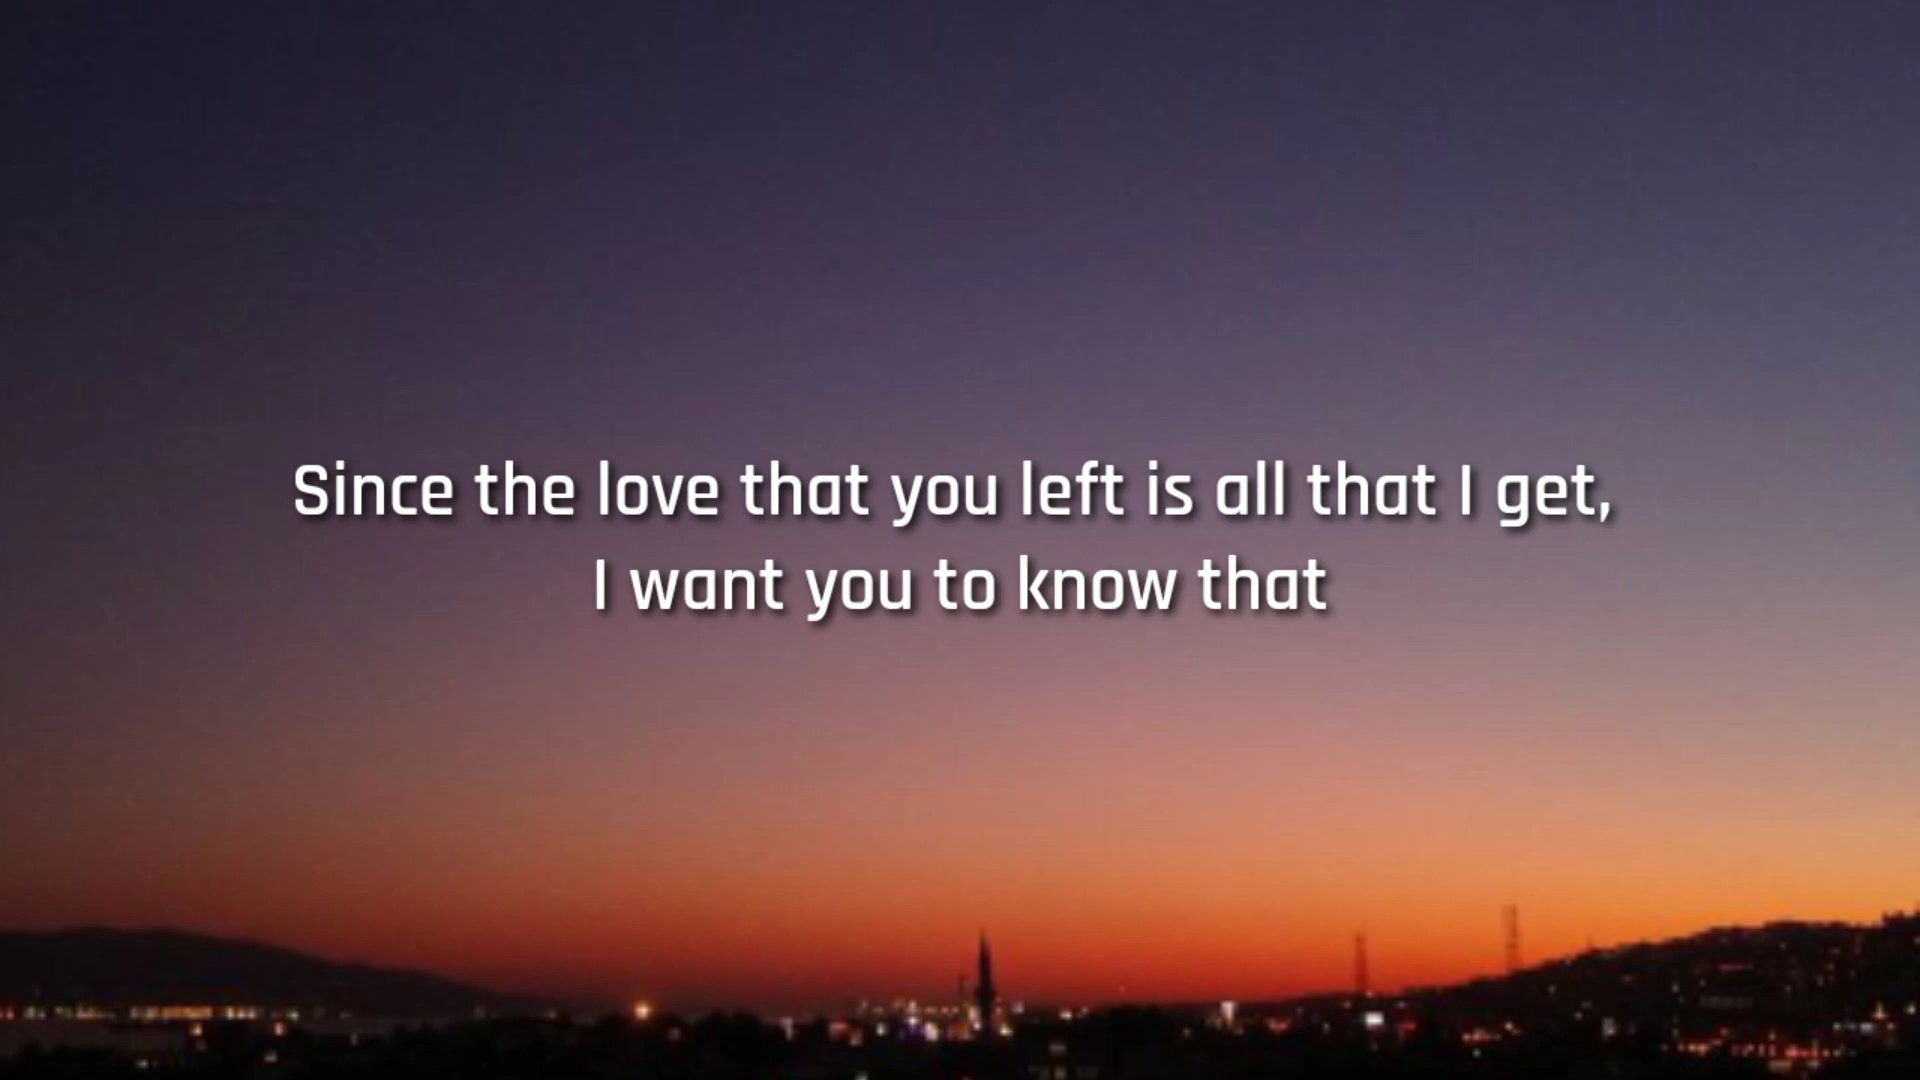 Since the love that you left is all that I get,
I want you to know that